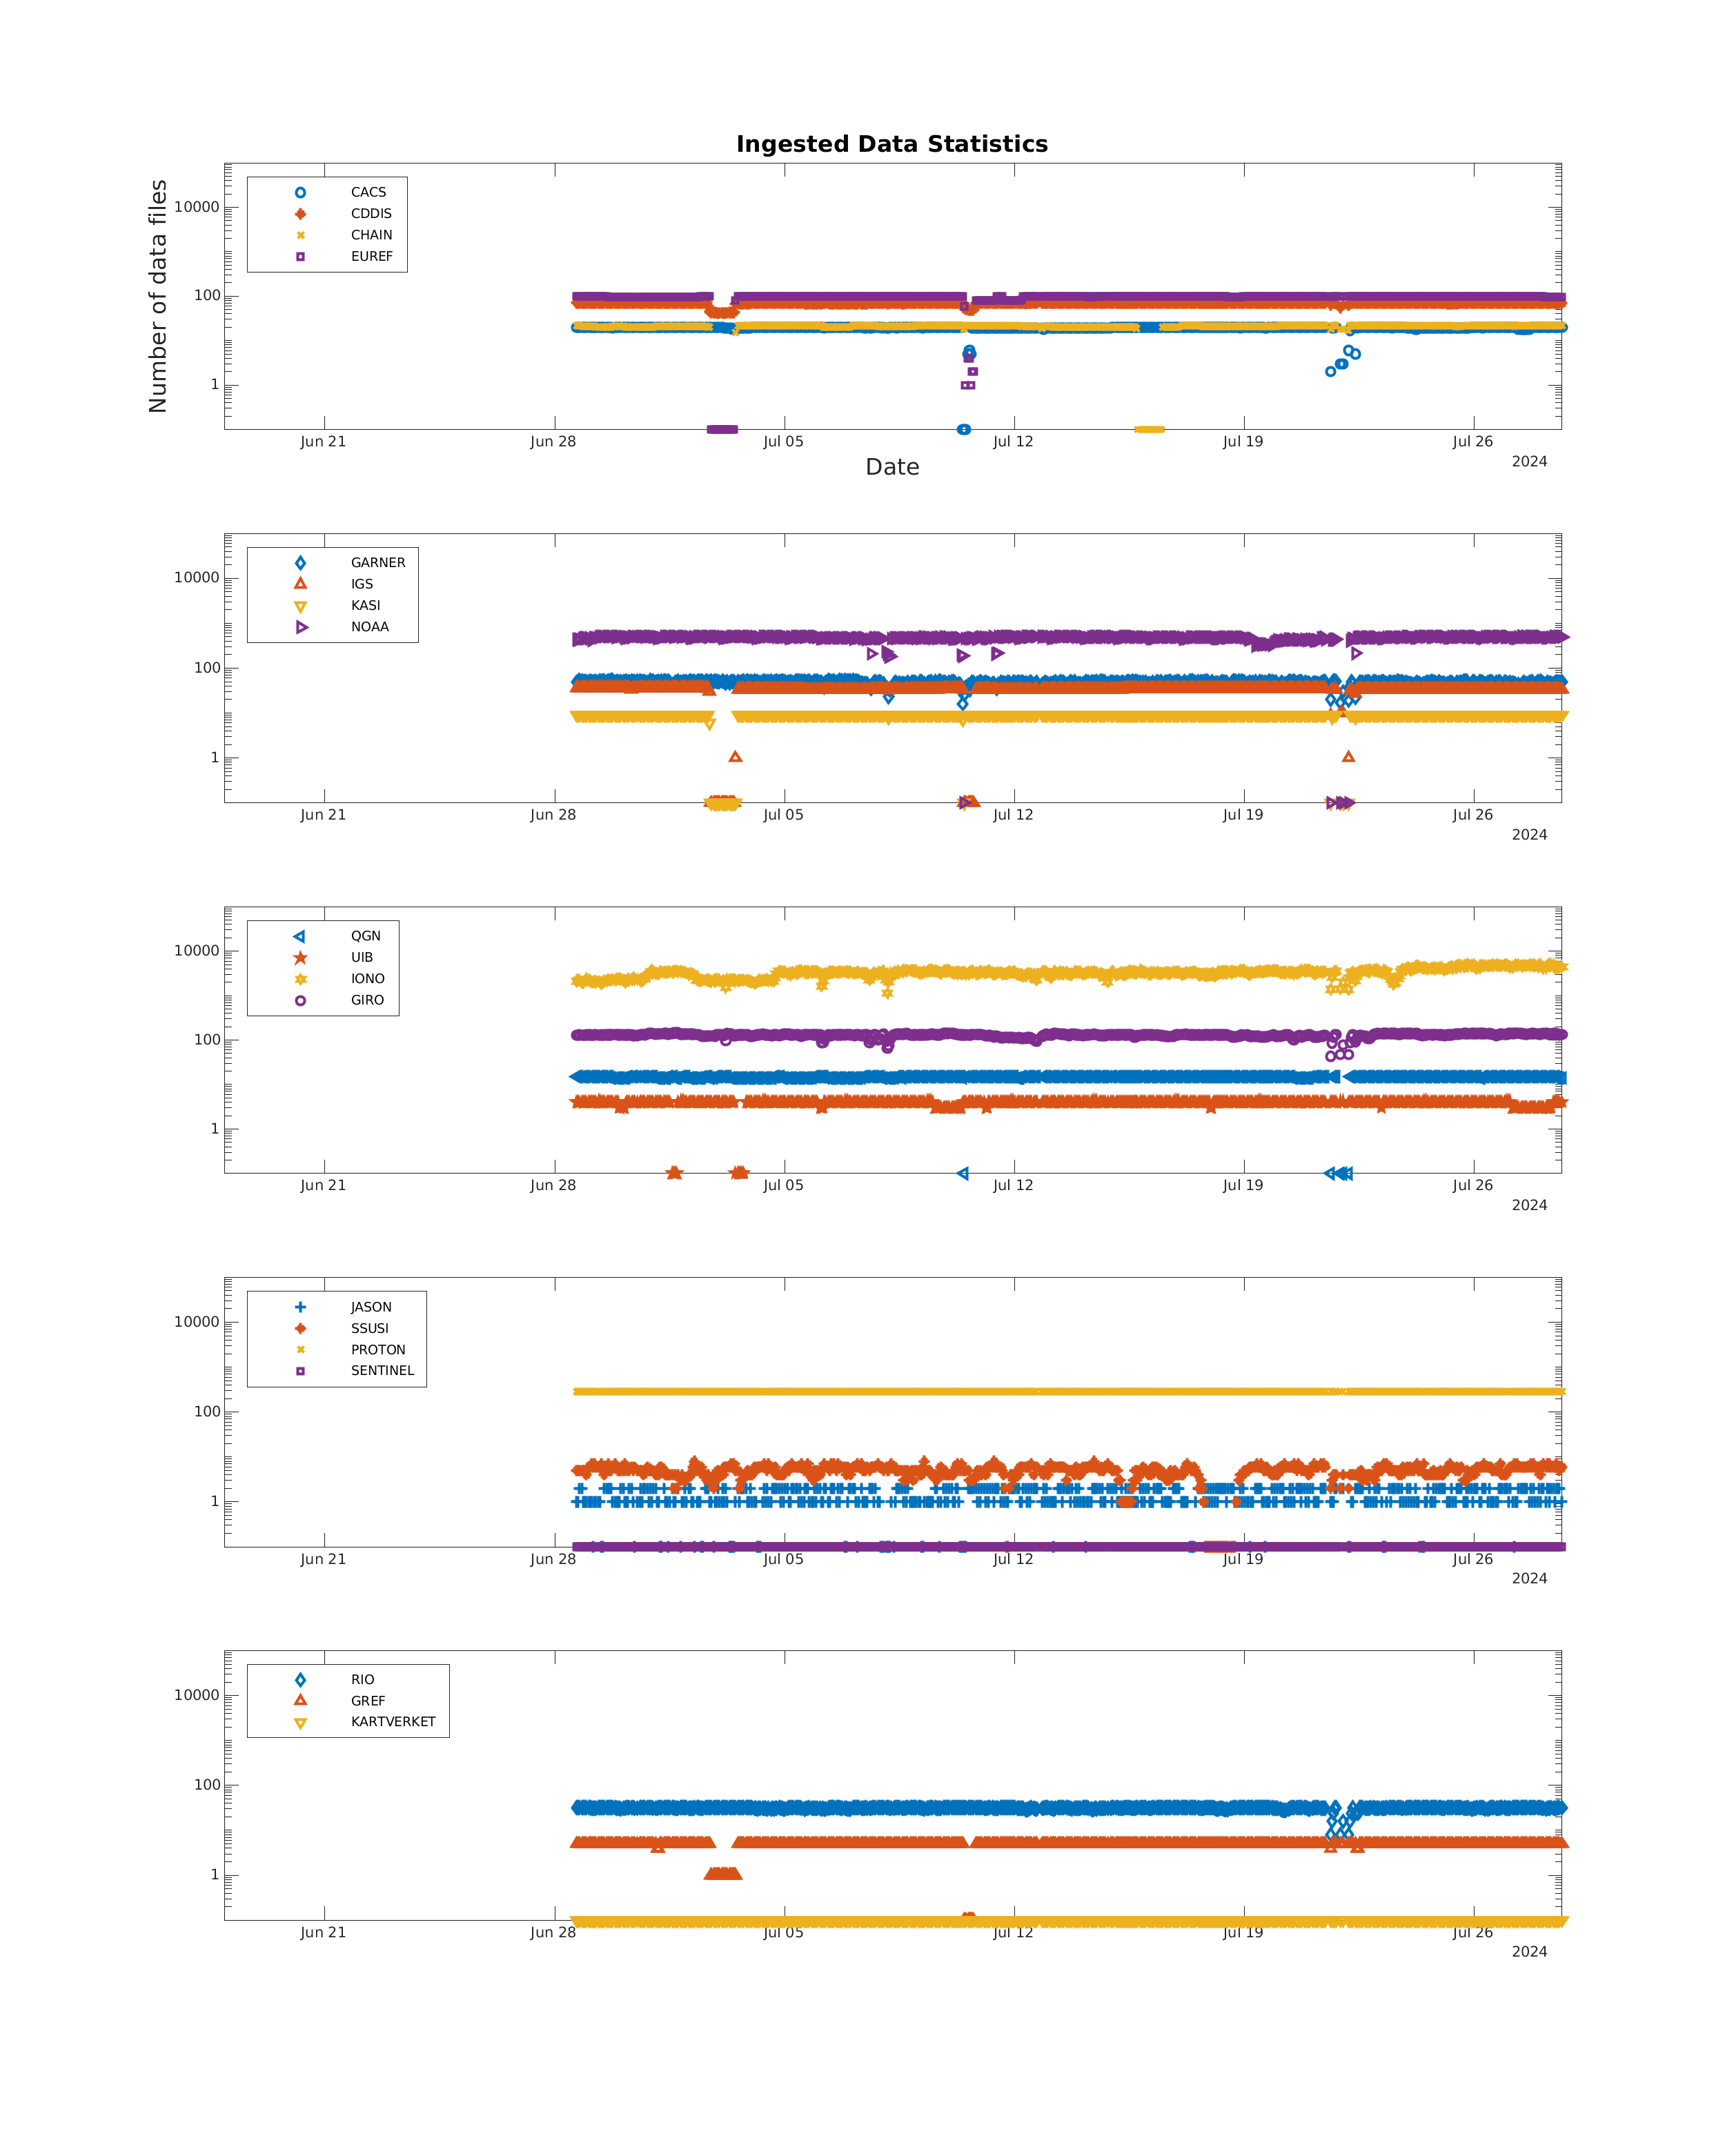 Ingested Data Statistics
Number of data files
10000
100
1
CACS
CDDIS
CHAIN
EUREF
Jun 21
Jun 28
Jul 05
Jul 12
Jul 19
Jul 26
2024
Date
10000
100
1
GARNER
IGS
KASI
NOAA
Jun 21
Jun 28
Jul 05
Jul 12
Jul 19
Jul 26
2024
10000
100
1
QGN
UIB
IONO
GIRO
Jun 21
Jun 28
Jul 05
Jul 12
Jul 19
Jul 26
2024
10000
100
1
JASON
SSUSI
PROTON
SENTINEL
Jun 21
Jun 28
Jul 05
Jul 12
Jul 19
Jul 26
2024
10000
100
1
RIO
GREF
KARTVERKET
Jun 21
Jun 28
Jul 05
Jul 12
Jul 19
Jul 26
2024